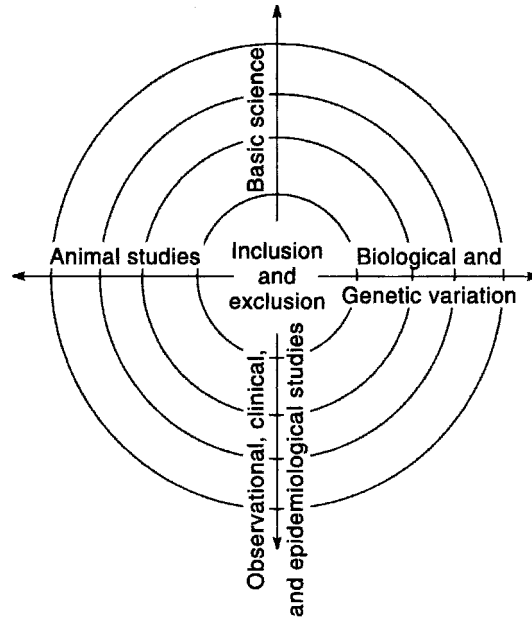 Basic science
Animal studies
Inclusion
and
exclusion
Biological and
Genetic variation
Observational, clinical,
and epidemiological studies